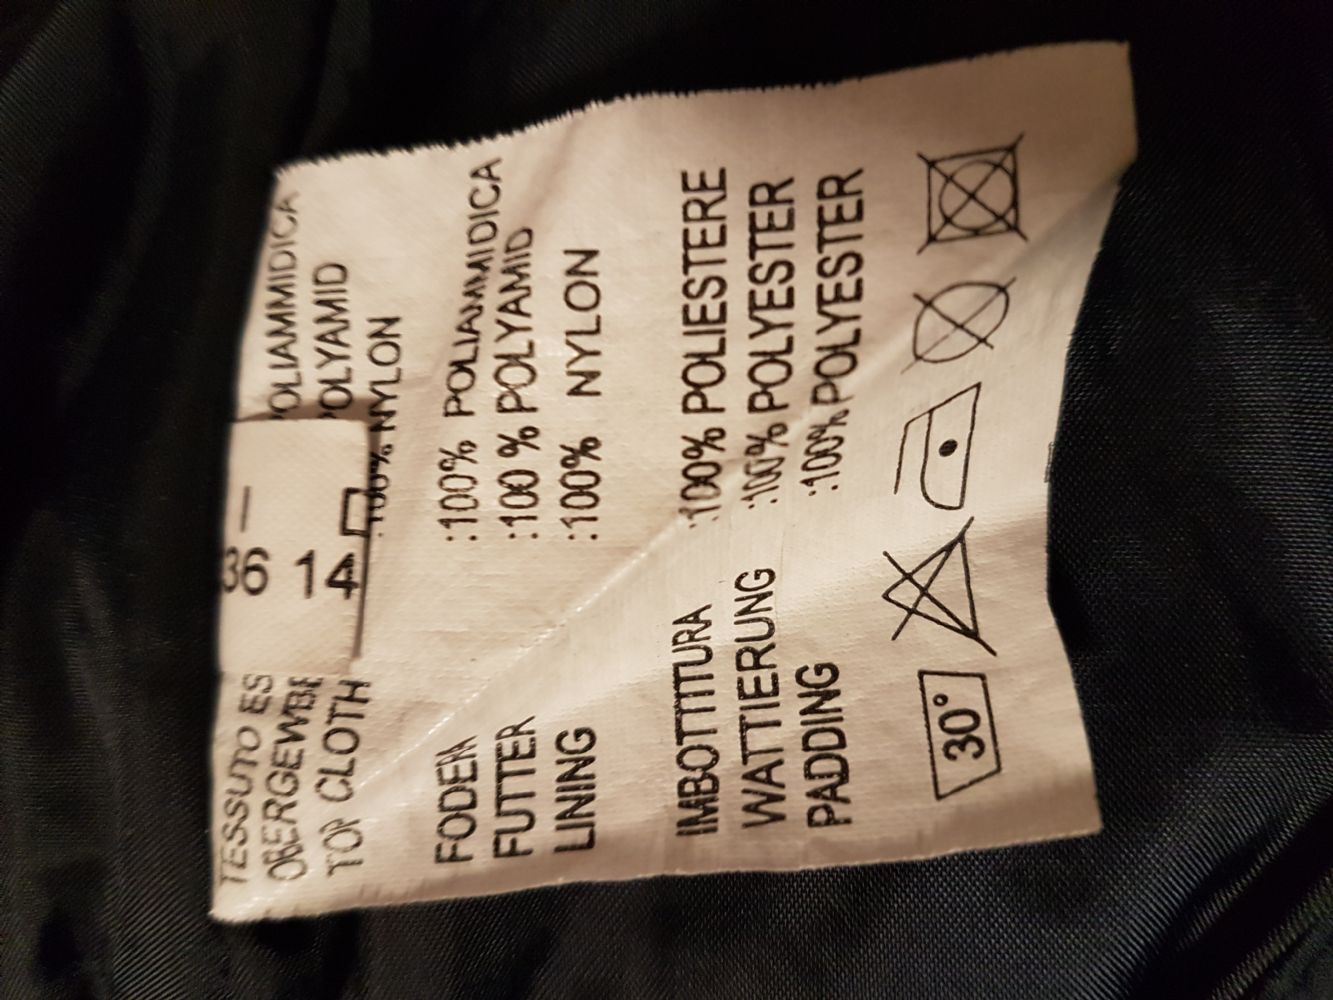 36 14
TESSUTO ES POLIAMMIDICA
OBERGEWBE POLYAMID
TOP CLOTH :100% NYLON
FODERA :100% POLIAMMIDICA
FUTTER :100 % POLYAMID
LINING :100% NYLON
IMBOTTITURA :100% POLIESTERE
WATTIERUNG :100% POLYESTER
PADDING :100% POLYESTER
30°